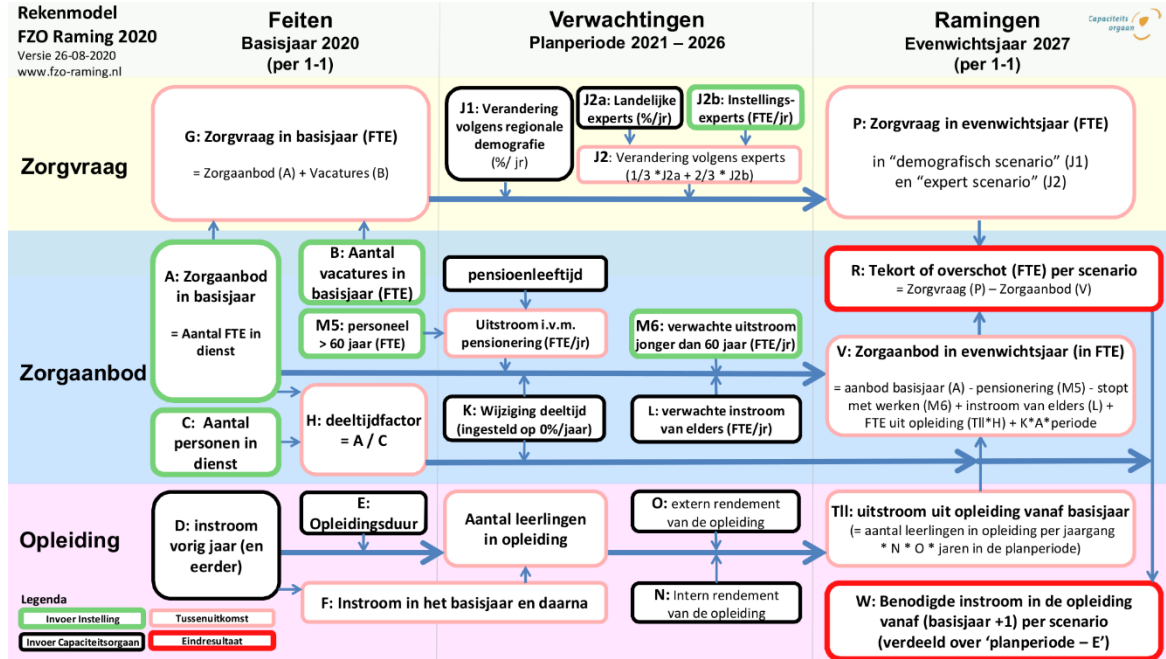 Rekenmodel
FZO Raming 2020
Versie 26-08-2020
www.fzo-raming.nl
Feiten
Basisjaar 2020
(per 1-1)
Verwachtingen
Planperiode 2021 – 2026
Ramingen
Evenwichtsjaar 2027
(per 1-1)
Capaciteits
orgaan
Zorgvraag
G: Zorgvraag in basisjaar (FTE)
= Zorgaanbod (A) + Vacatures (B)
J1: Verandering
volgens regionale
demografie
(%/ jr)
J2a: Landelijke
experts (%/jr)
J2b: Instellings-
experts (FTE/jr)
J2: Verandering volgens experts
(1/3 *J2a + 2/3 * J2b)
P: Zorgvraag in evenwichtsjaar (FTE)
in “demografisch scenario” (J1)
en “expert scenario” (J2)
Zorgaanbod
A: Zorgaanbod
in basisjaar
= Aantal FTE in
dienst
B: Aantal
vacatures in
basisjaar (FTE)
M5: personeel
> 60 jaar (FTE)
C: Aantal
personen in
dienst
H: deeltijdfactor
= A / C
pensioenleeftijd
Uitstroom i.v.m.
pensionering (FTE/jr)
M6: verwachte uitstroom
jonger dan 60 jaar (FTE/jr)
K: Wijziging deeltijd
(ingesteld op 0%/jaar)
L: verwachte instroom
van elders (FTE/jr)
R: Tekort of overschot (FTE) per scenario
= Zorgvraag (P) – Zorgaanbod (V)
V: Zorgaanbod in evenwichtsjaar (in FTE)
= aanbod basisjaar (A) - pensionering (M5) - stopt
met werken (M6) + instroom van elders (L) +
FTE uit opleiding (Tll*H) + K*A*periode
Opleiding
D: instroom
vorig jaar (en
eerder)
E:
Opleidingsduur
F: Instroom in het basisjaar en daarna
Aantal leerlingen
in opleiding
O: extern rendement
van de opleiding
N: Intern rendement
van de opleiding
Tll: uitstroom uit opleiding vanaf basisjaar
(= aantal leerlingen in opleiding per jaargang
* N * O * jaren in de planperiode)
W: Benodigde instroom in de opleiding
vanaf (basisjaar +1) per scenario
(verdeeld over ‘planperiode – E’)
Legenda
Invoer Instelling
Tussenuitkomst
Invoer Capaciteitsorgaan
Eindresultaat